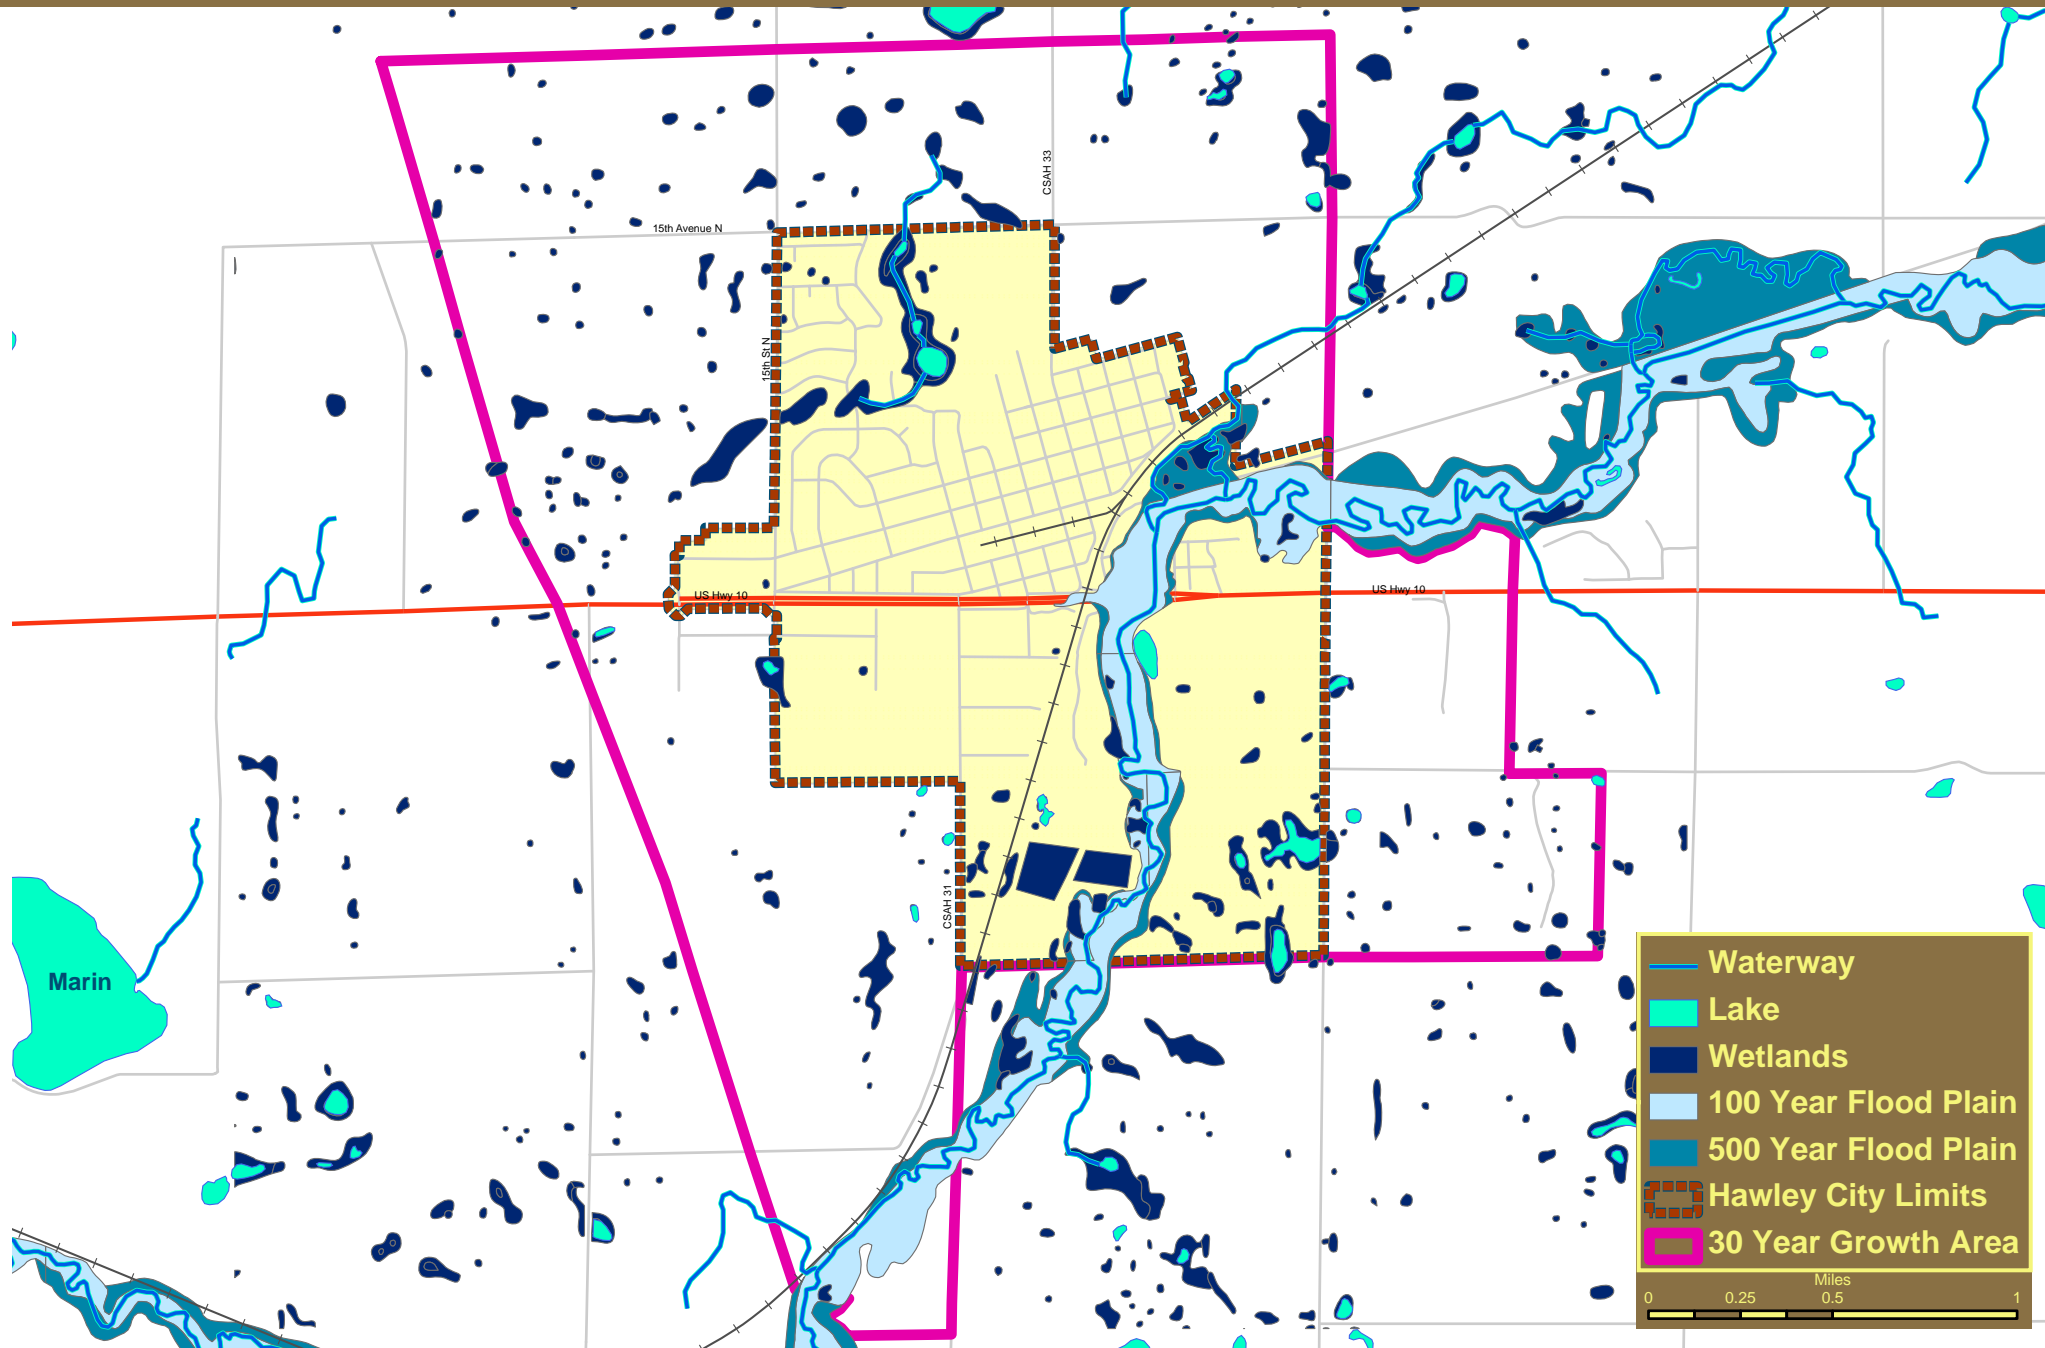 CSAH 33
15th Avenue N
15th St N
US Hwy 10
US Hwy 10
CSAH 31
Marin
Waterway
Lake
Wetlands
100 Year Flood Plain
500 Year Flood Plain
Hawley City Limits
30 Year Growth Area
Miles
0 0.25 0.5 1